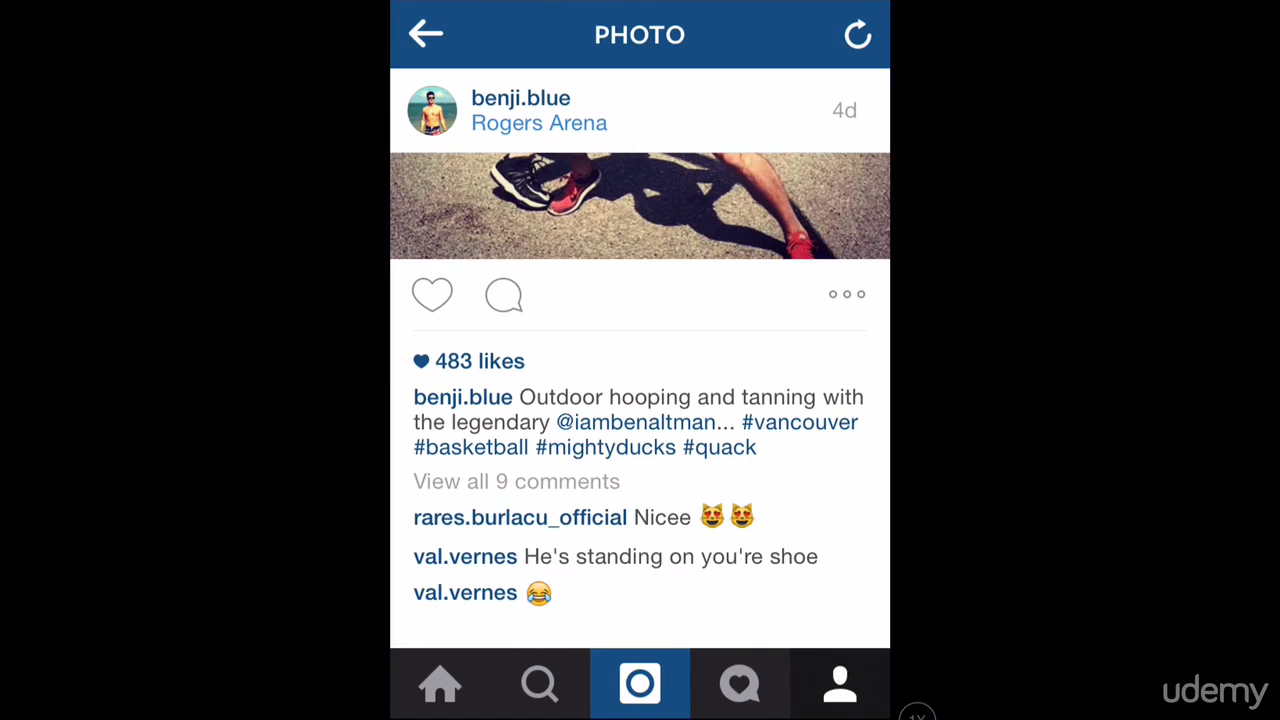 PHOTO
benji.blue
Rogers Arena
4d
483 likes
benji.blue Outdoor hooping and tanning with
the legendary @iambenaltman... #vancouver
#basketball #mightyducks #quack
View all 9 comments
rares.burlacu_official Nicee 😻 😻
val.vernes He's standing on you're shoe
val.vernes 😂
udemy